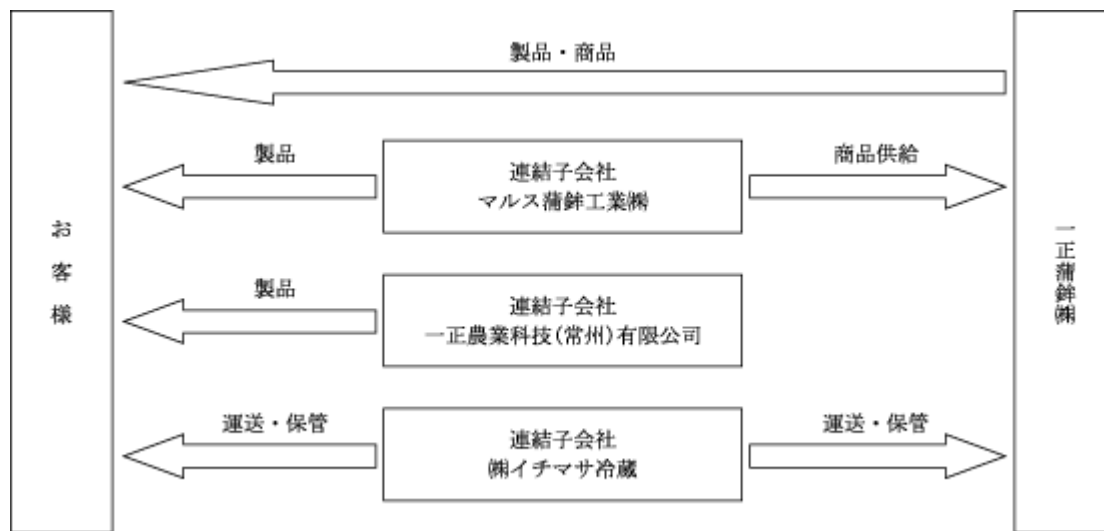 製品・商品
製品
連結子会社
マルス蒲鉾工業㈱
商品供給
お客様
一正蒲鉾㈱
製品
連結子会社
一正農業科技(常州)有限公司
運送・保管
連結子会社
㈱イチマサ冷蔵
運送・保管